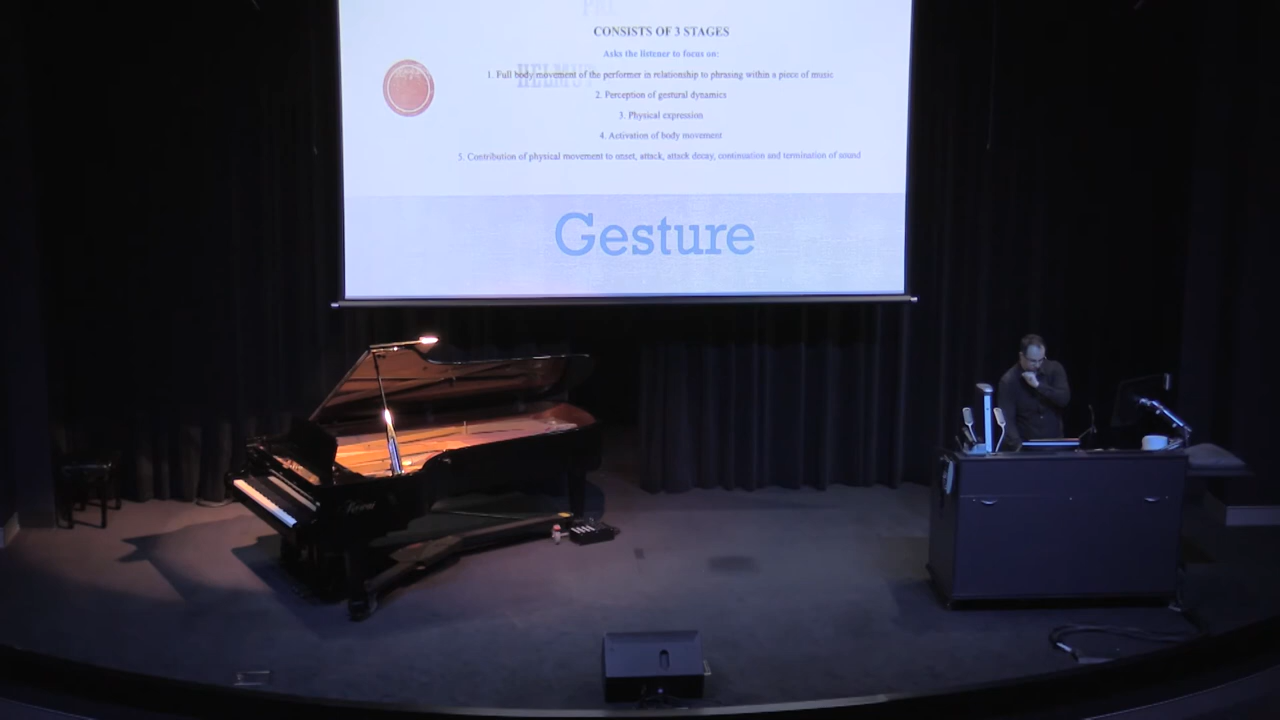 CONSISTS OF 3 STAGES
Asks the listener to focus on:
HELMUT
1. Full body movement of the performer in relationship to phrasing within a piece of music
2. Perception of gestural dynamics
3. Physical expression
4. Activation of body movement
5. Contribution of physical movement to onset, attack, attack decay, continuation and termination of sound
Gesture
Kawai